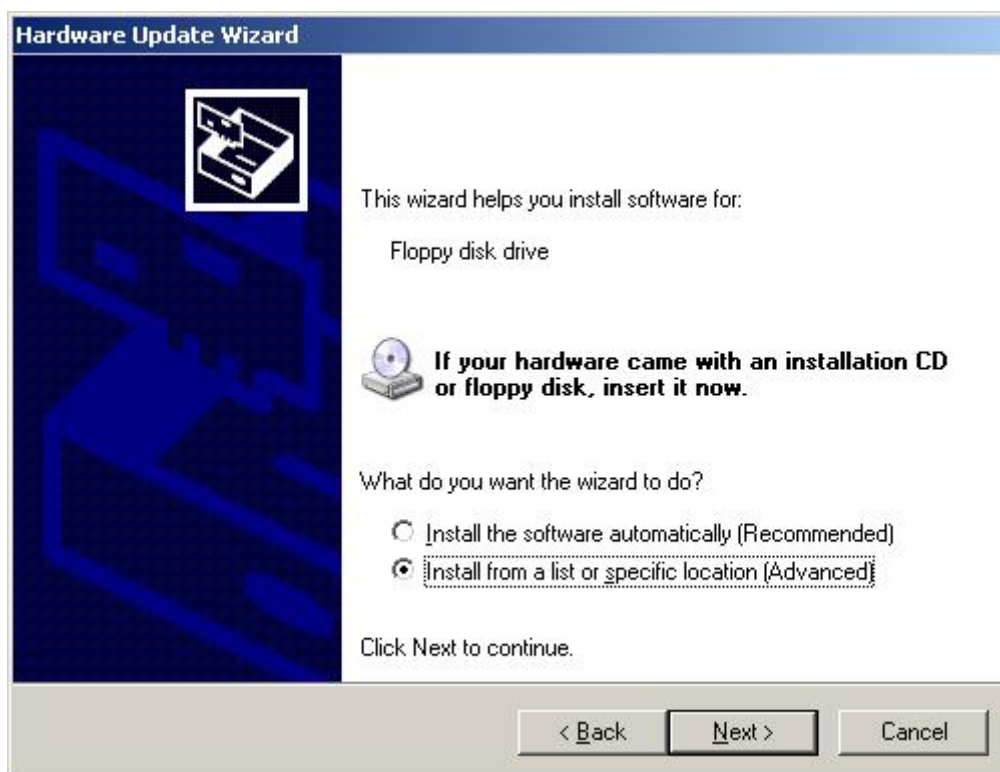 Hardware Update Wizard
This wizard helps you install software for:
Floppy disk drive
If your hardware came with an installation CD
or floppy disk, insert it now.
What do you want the wizard to do?
Install the software automatically (Recommended)
Install from a list or specific location (Advanced)
Click Next to continue.
< Back Next > Cancel